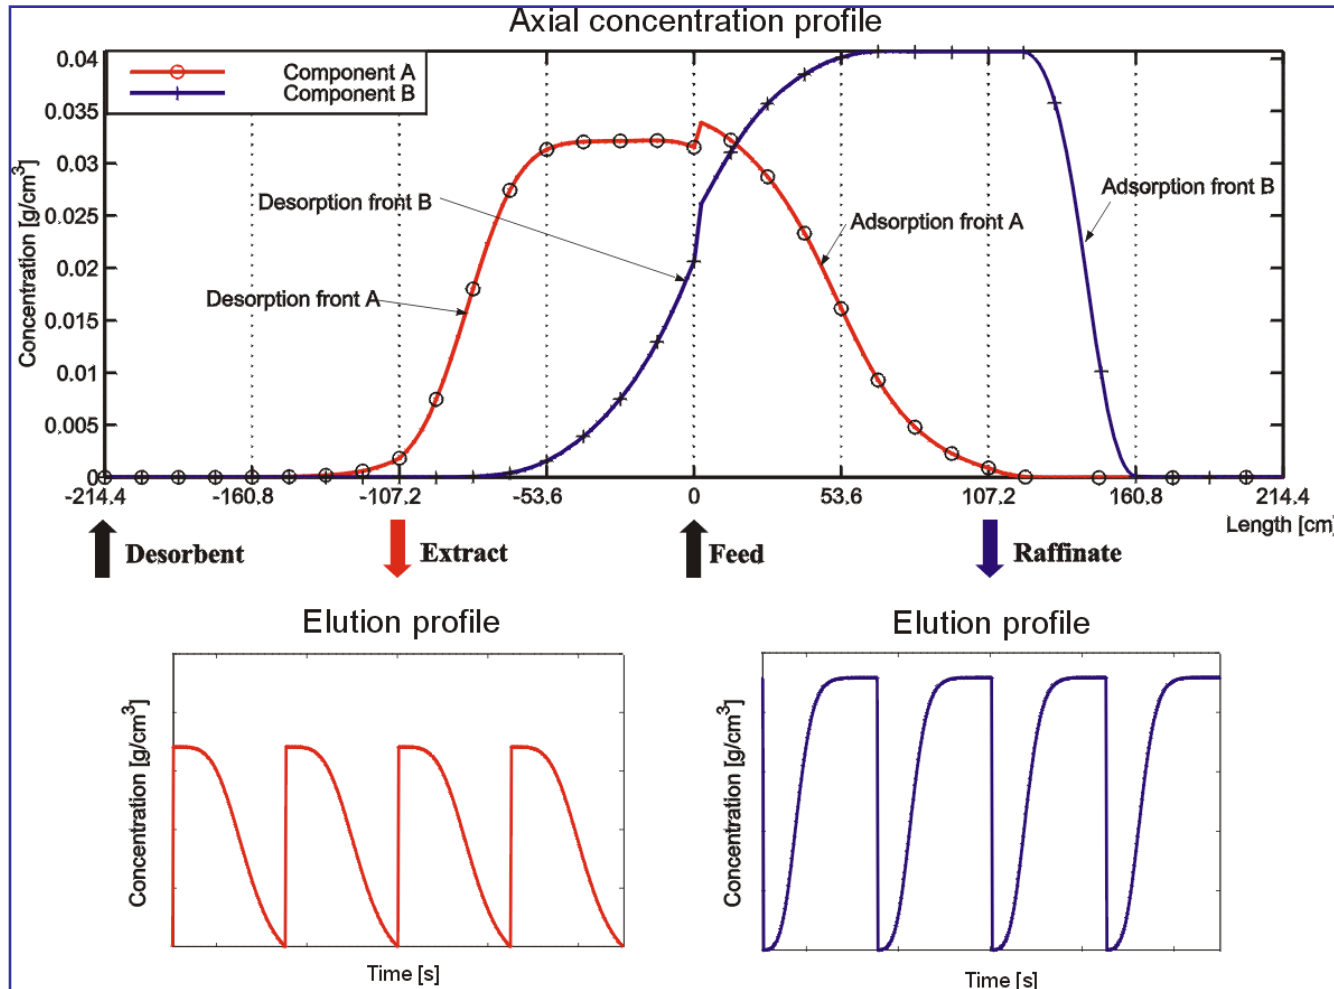 Axial concentration profile
Component A
Component B
Concentration [g/cm³]
0.04
0.035
0.03
0.025
0.02
0.015
0.01
0.005
0
Desorption front B
Desorption front A
Adsorption front A
Adsorption front B
-214.4 -160.8 -107.2 -53.6 0 53.6 107.2 160.8 214.4
Length [cm]
Desorbent Extract Feed Raffinate
Elution profile
Concentration [g/cm³]
Time [s]
Elution profile
Concentration [g/cm³]
Time [s]